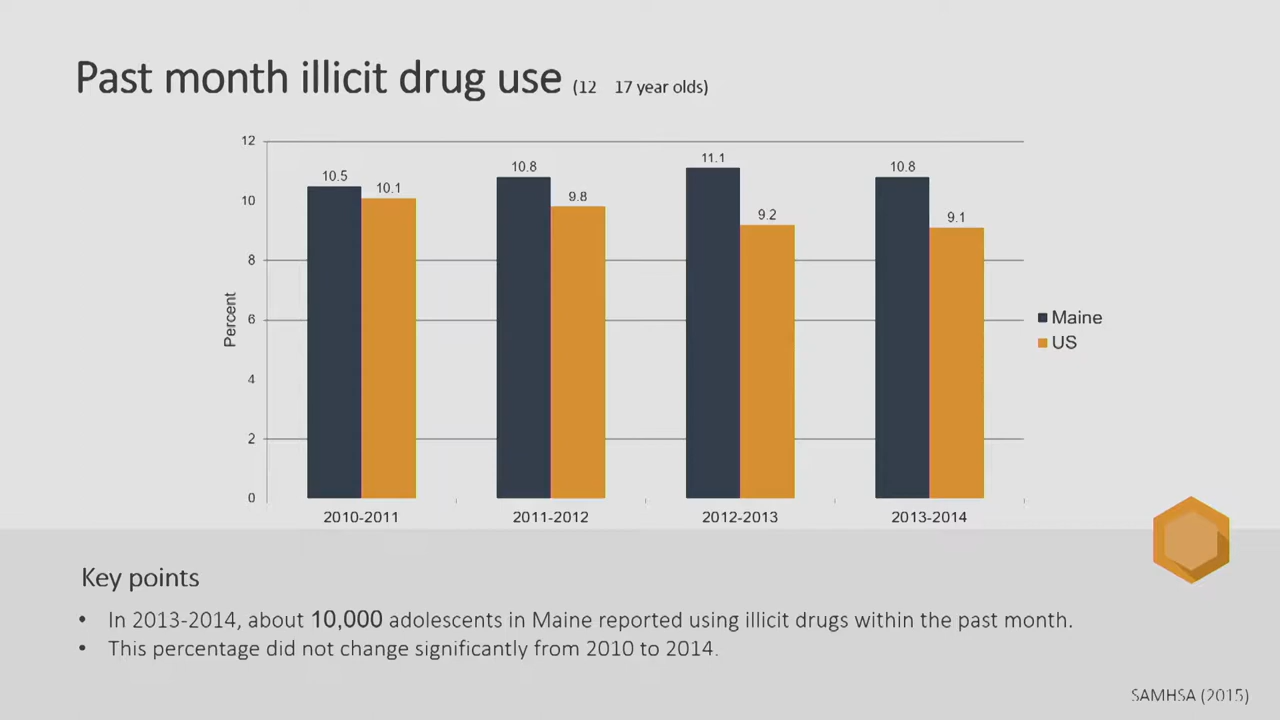 Past month illicit drug use (12 17 year olds)
12
10
8
6
4
2
0
Percent
10.5
10.1
10.8
9.8
11.1
9.2
10.8
9.1
2010-2011
2011-2012
2012-2013
2013-2014
Maine
US
Key points
• In 2013-2014, about 10,000 adolescents in Maine reported using illicit drugs within the past month.
• This percentage did not change significantly from 2010 to 2014.
SAMHSA (2015)